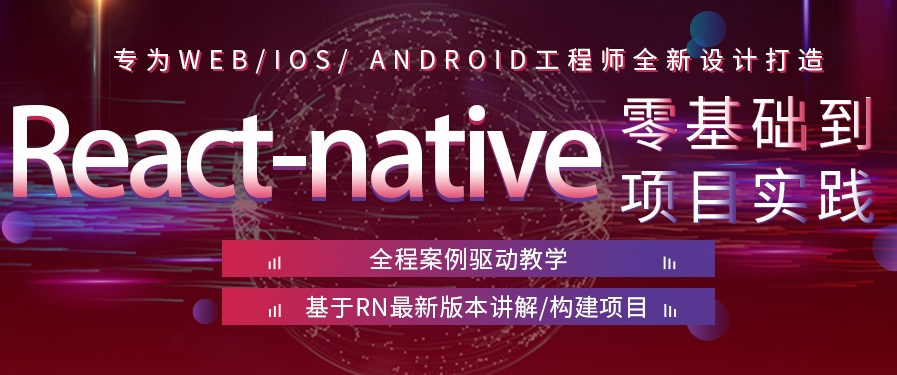 专为WEB/IOS/ ANDROID工程师全新设计打造
React-native
零基础到
项目实践
全程案例驱动教学
基于RN最新版本讲解/构建项目